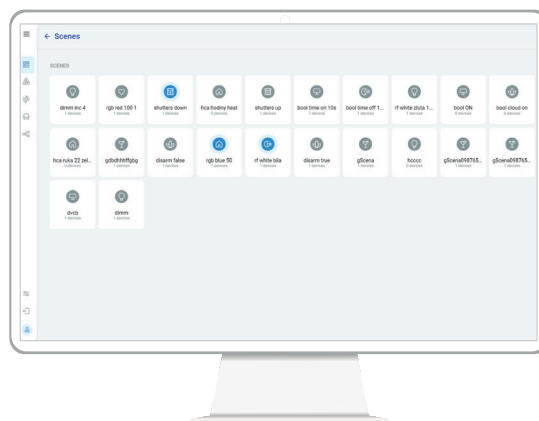 ← Scenes
SCENES
dimm inc 4
1 devices
rgb red 100 1
1 devices
shutters down
1 devices
hca hodmy heat
0 devices
shutters up
1 devices
bool time on 10s
1 devices
bool time off 1...
1 devices
rf white zluta 1...
1 devices
bool ON
0 devices
bool cloud on
0 devices
hca ruka 22 zel...
0 devices
gdbdhhhffgbg
1 devices
disarm false
1 devices
rgb blue 50
1 devices
rf white bila
1 devices
disarm true
1 devices
gScena
1 devices
hcccc
0 devices
gScena098765...
1 devices
gScena098765...
1 devices
dvcb
1 devices
dimm
1 devices